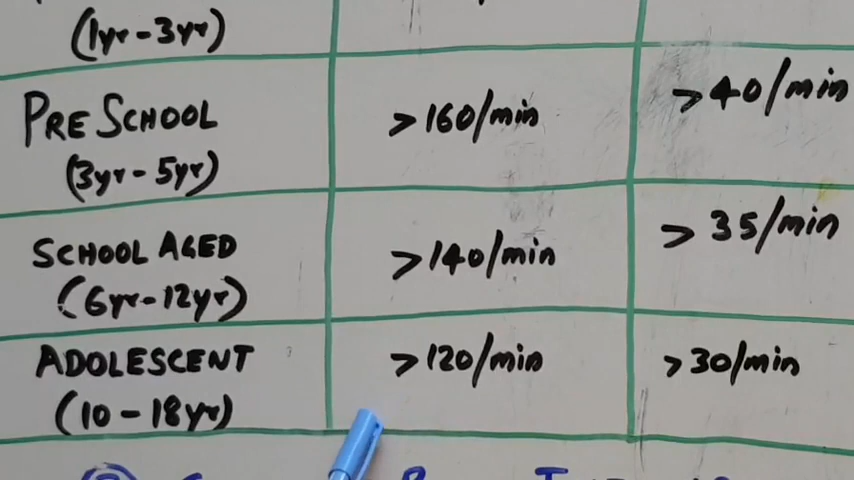 (1yr-3yr)
PRE SCHOOL >160/min >40/min
(3yr-5yr)
SCHOOL AGED >140/min > 35/min
(6yr-12yr)
ADOLESCENT >120/min >30/min
(10-18yr)